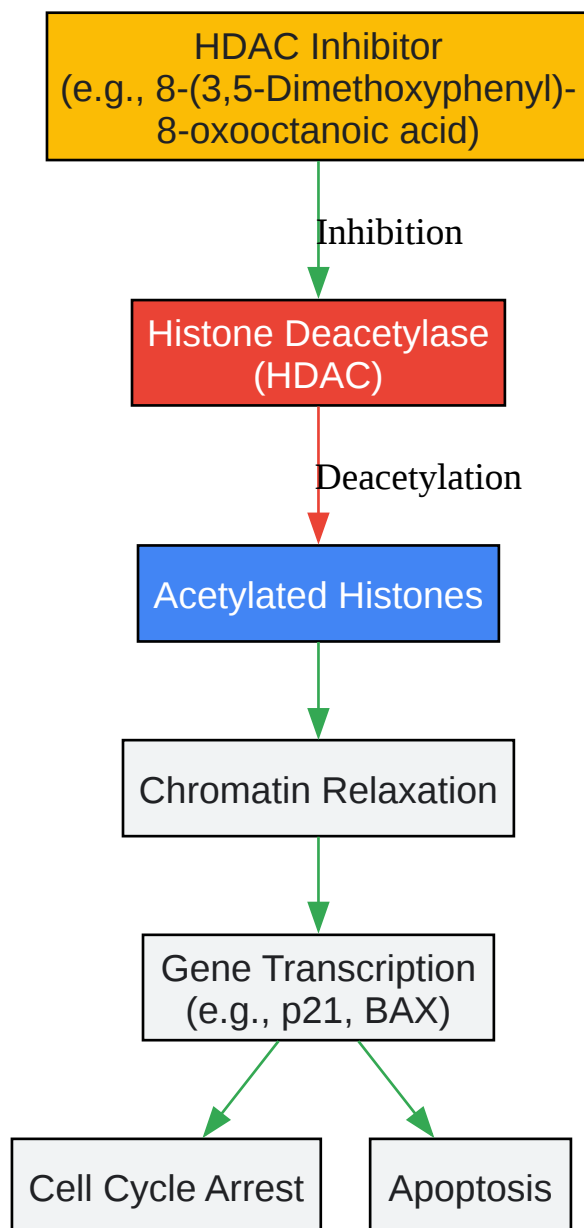 HDAC Inhibitor
(e.g., 8-(3,5-Dimethoxyphenyl)-
8-oxooctanoic acid)
Inhibition
Histone Deacetylase
(HDAC)
Deacetylation
Acetylated Histones
Chromatin Relaxation
Gene Transcription
(e.g., p21, BAX)
Cell Cycle Arrest
Apoptosis